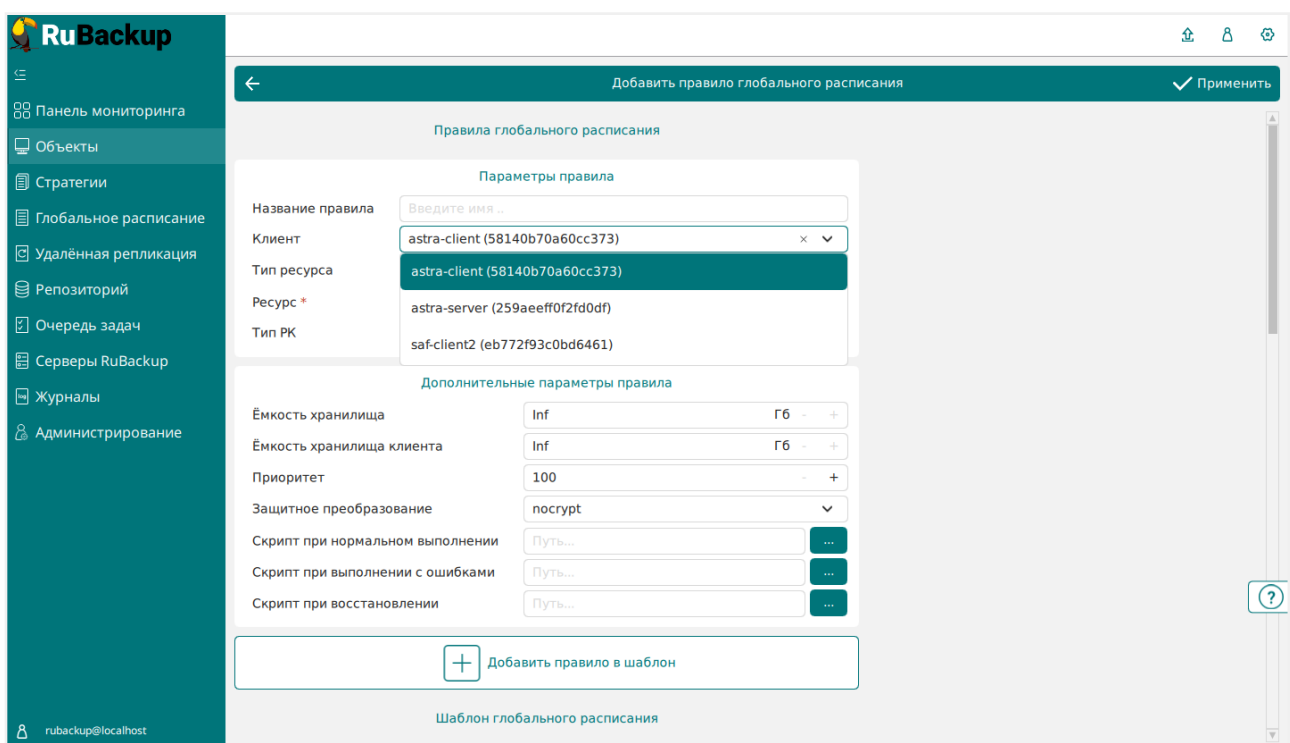 RuBackup
Панель мониторинга
Объекты
Стратегии
Глобальное расписание
Удалённая репликация
Репозиторий
Очередь задач
Серверы RuBackup
Журналы
Администрирование
rubackup@localhost
Добавить правило глобального расписания
Применить
Правила глобального расписания
Параметры правила
Название правила Введите имя ..
Клиент astra-client (58140b70a60cc373)
Тип ресурса astra-client (58140b70a60cc373)
Ресурс * astra-server (259aeeff0f2fd0df)
Тип РК saf-client2 (eb772f93c0bd6461)
Дополнительные параметры правила
Ёмкость хранилища Inf Гб - +
Ёмкость хранилища клиента Inf Гб - +
Приоритет 100 - +
Защитное преобразование nocrypt
Скрипт при нормальном выполнении Путь... ...
Скрипт при выполнении с ошибками Путь... ...
Скрипт при восстановлении Путь... ...
Добавить правило в шаблон
Шаблон глобального расписания
?